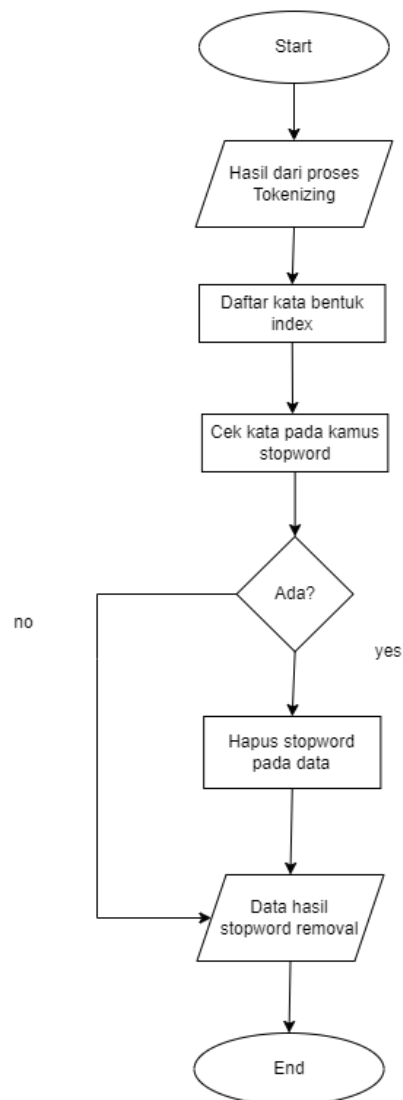 Start
Hasil dari proses
Tokenizing
Daftar kata bentuk
index
Cek kata pada kamus
stopword
Ada?
no
yes
Hapus stopword
pada data
Data hasil
stopword removal
End